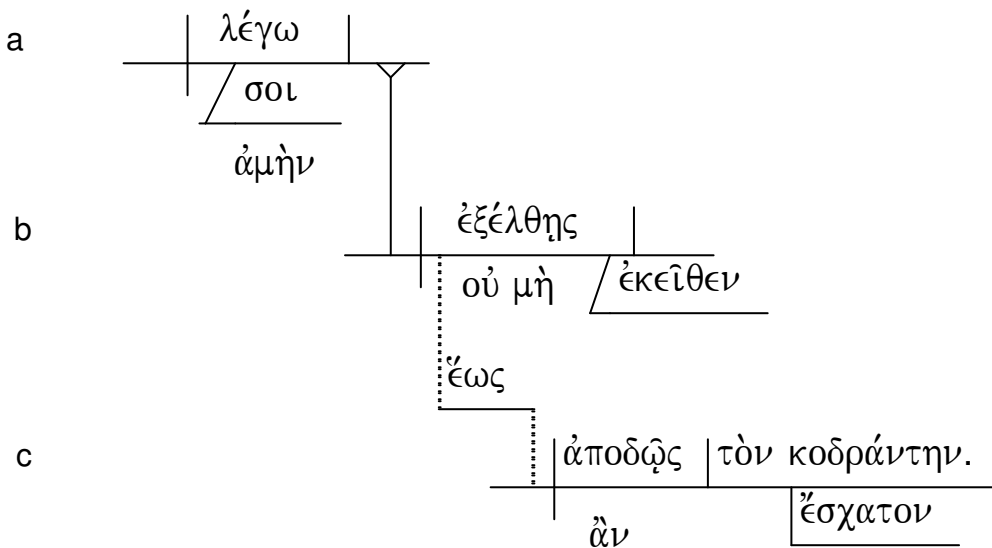 a λέγω
σοι
ἀμὴν
b ἐξέλθῃς
οὐ μὴ ἐκεῖθεν
ἕως
c ἀποδῷς τὸν κοδράντην.
ἔσχατον
ἂν